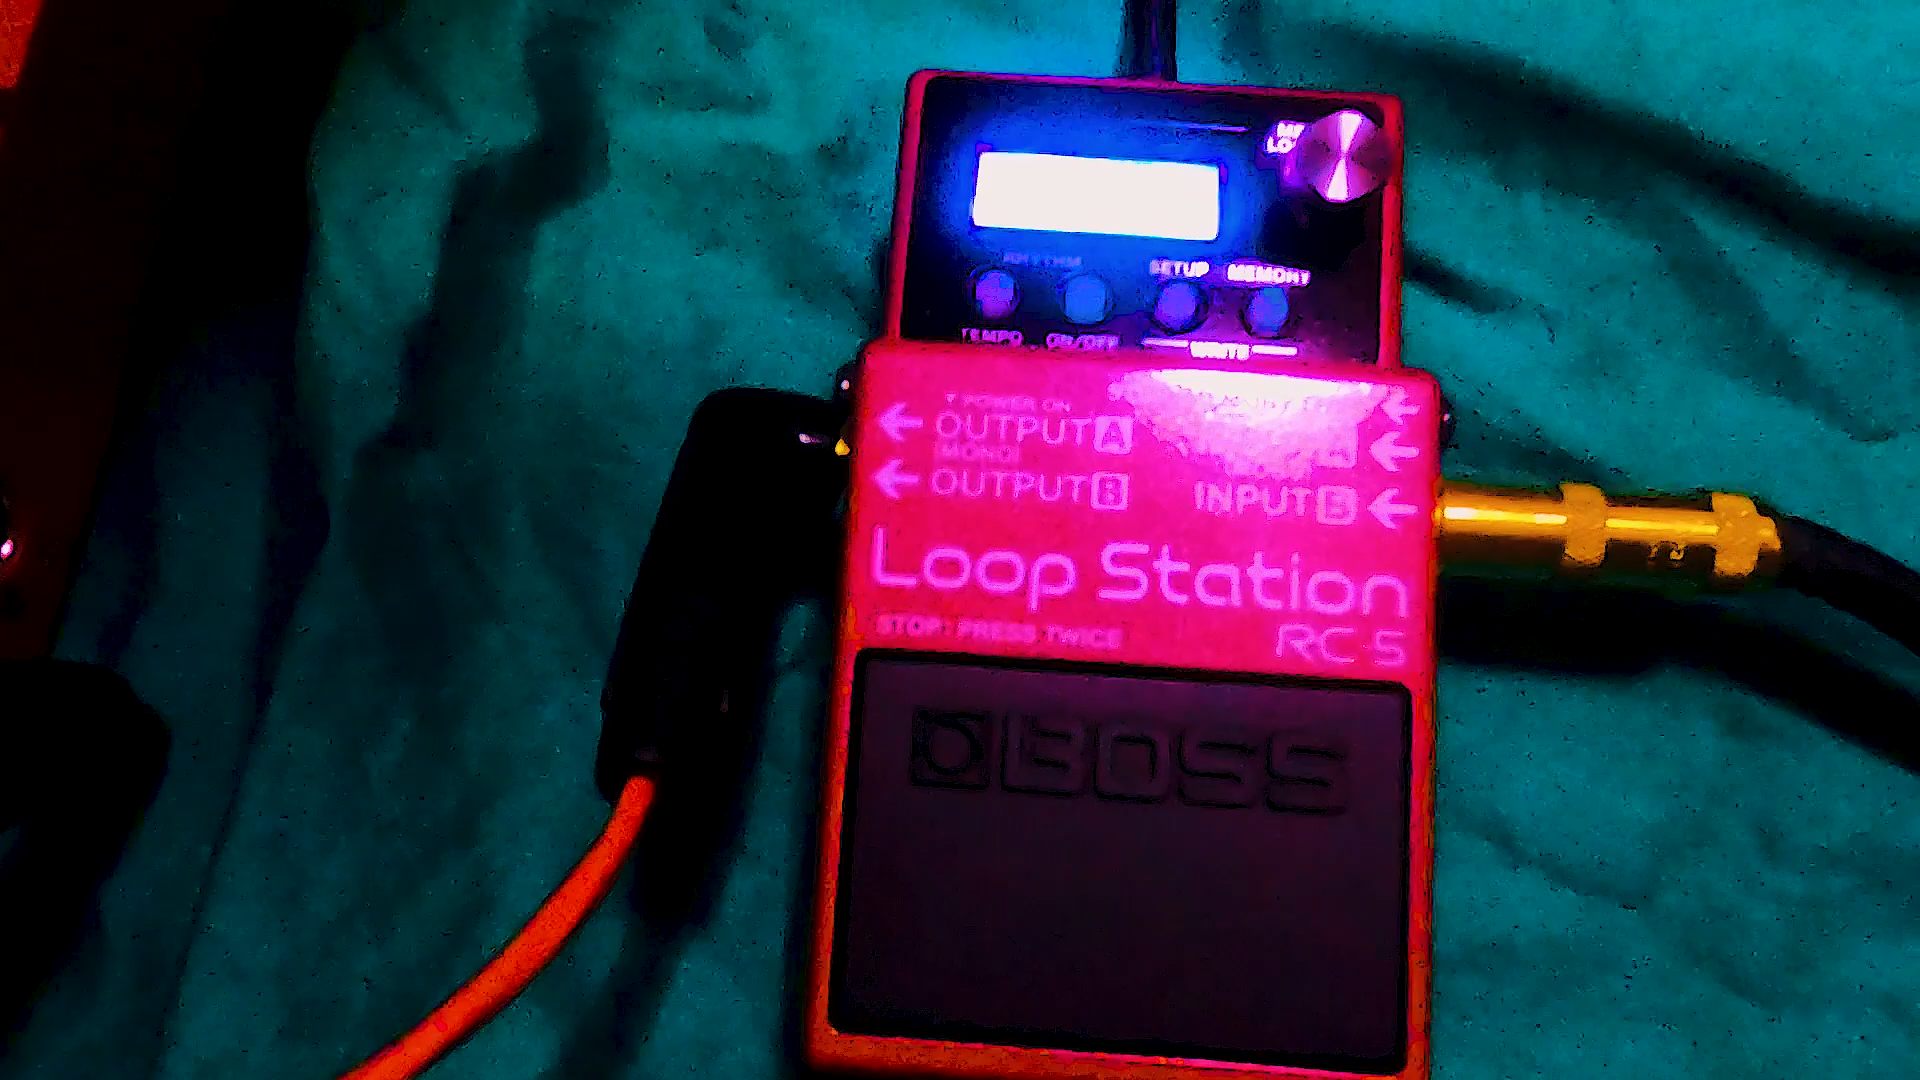 RHYTHM
SETUP MEMORY
TEMPO ON/OFF
WRITE
▼ POWER ON
OUTPUT A
(MONO)
OUTPUT B
INPUT B
Loop Station
STOP: PRESS TWICE
RC-5
BOSS